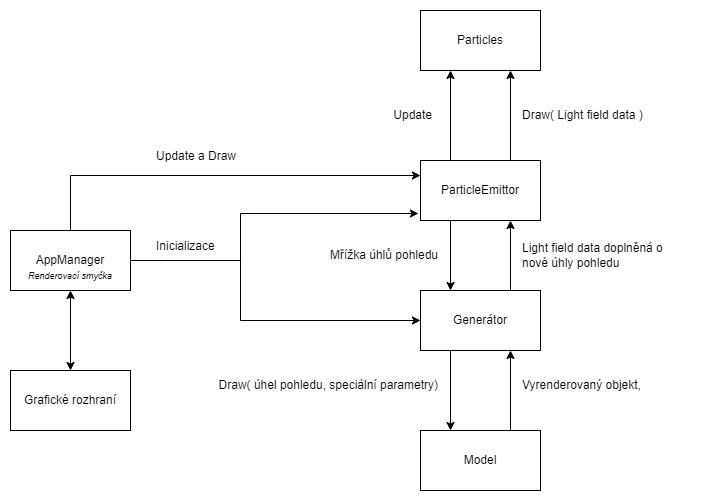 Particles
Update
Draw( Light field data )
Update a Draw
ParticleEmittor
Inicializace
AppManager
Renderovací smyčka
Mřížka úhlů pohledu
Light field data doplněná o
nové úhly pohledu
Generátor
Grafické rozhraní
Draw( úhel pohledu, speciální parametry)
Vyrenderovaný objekt,
Model